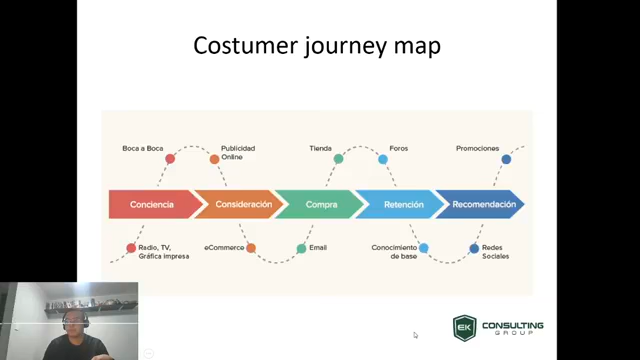 Costumer journey map
Boca a Boca
Publicidad
Online
Tienda
Foros
Promociones
Conciencia
Consideración
Compra
Retención
Recomendación
Radio, TV,
Gráfica impresa
eCommerce
Email
Conocimiento
de base
Redes
Sociales
EK
CONSULTING
GROUP